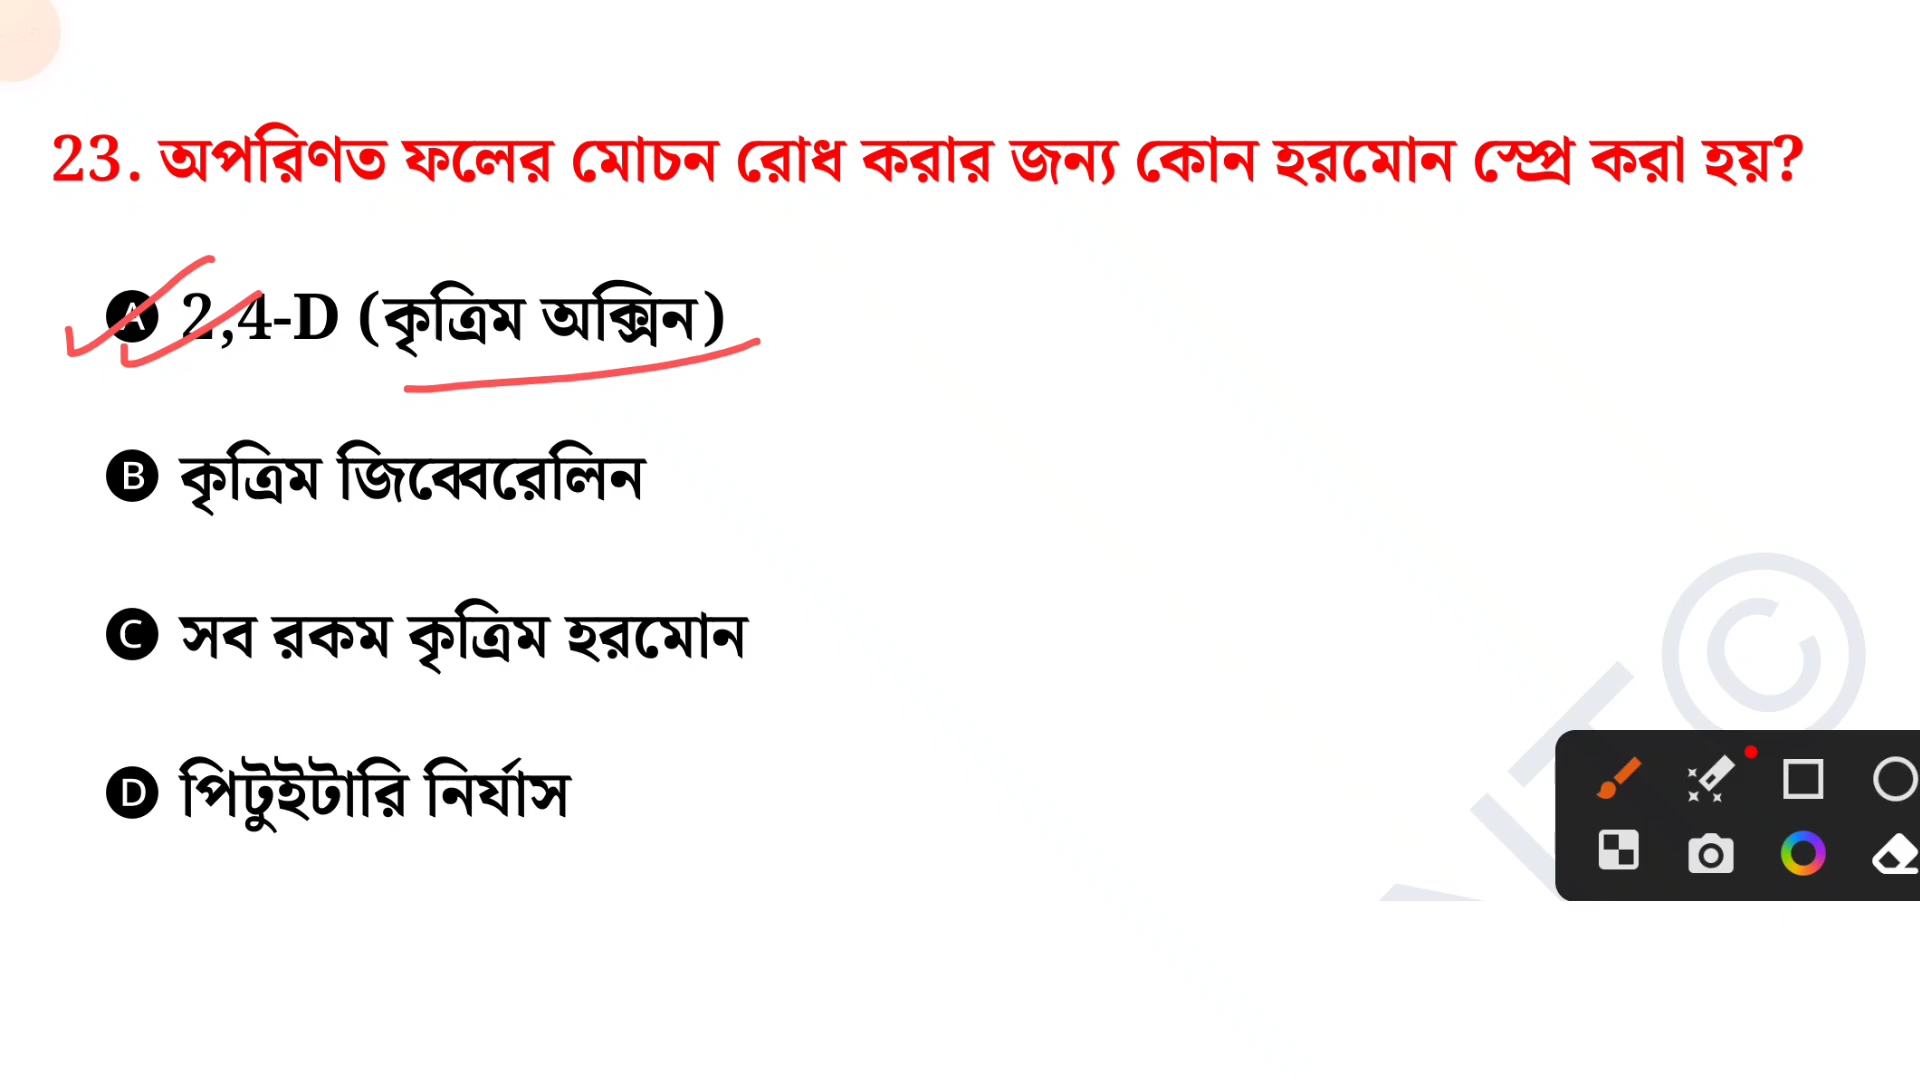 23. অপরিণত ফলের মোচন রোধ করার জন্য কোন হরমোন স্প্রে করা হয়?
A 2,4-D (কৃত্রিম অক্সিন)
B কৃত্রিম জিব্বেরেলিন
C সব রকম কৃত্রিম হরমোন
D পিটুইটারি নির্যাস